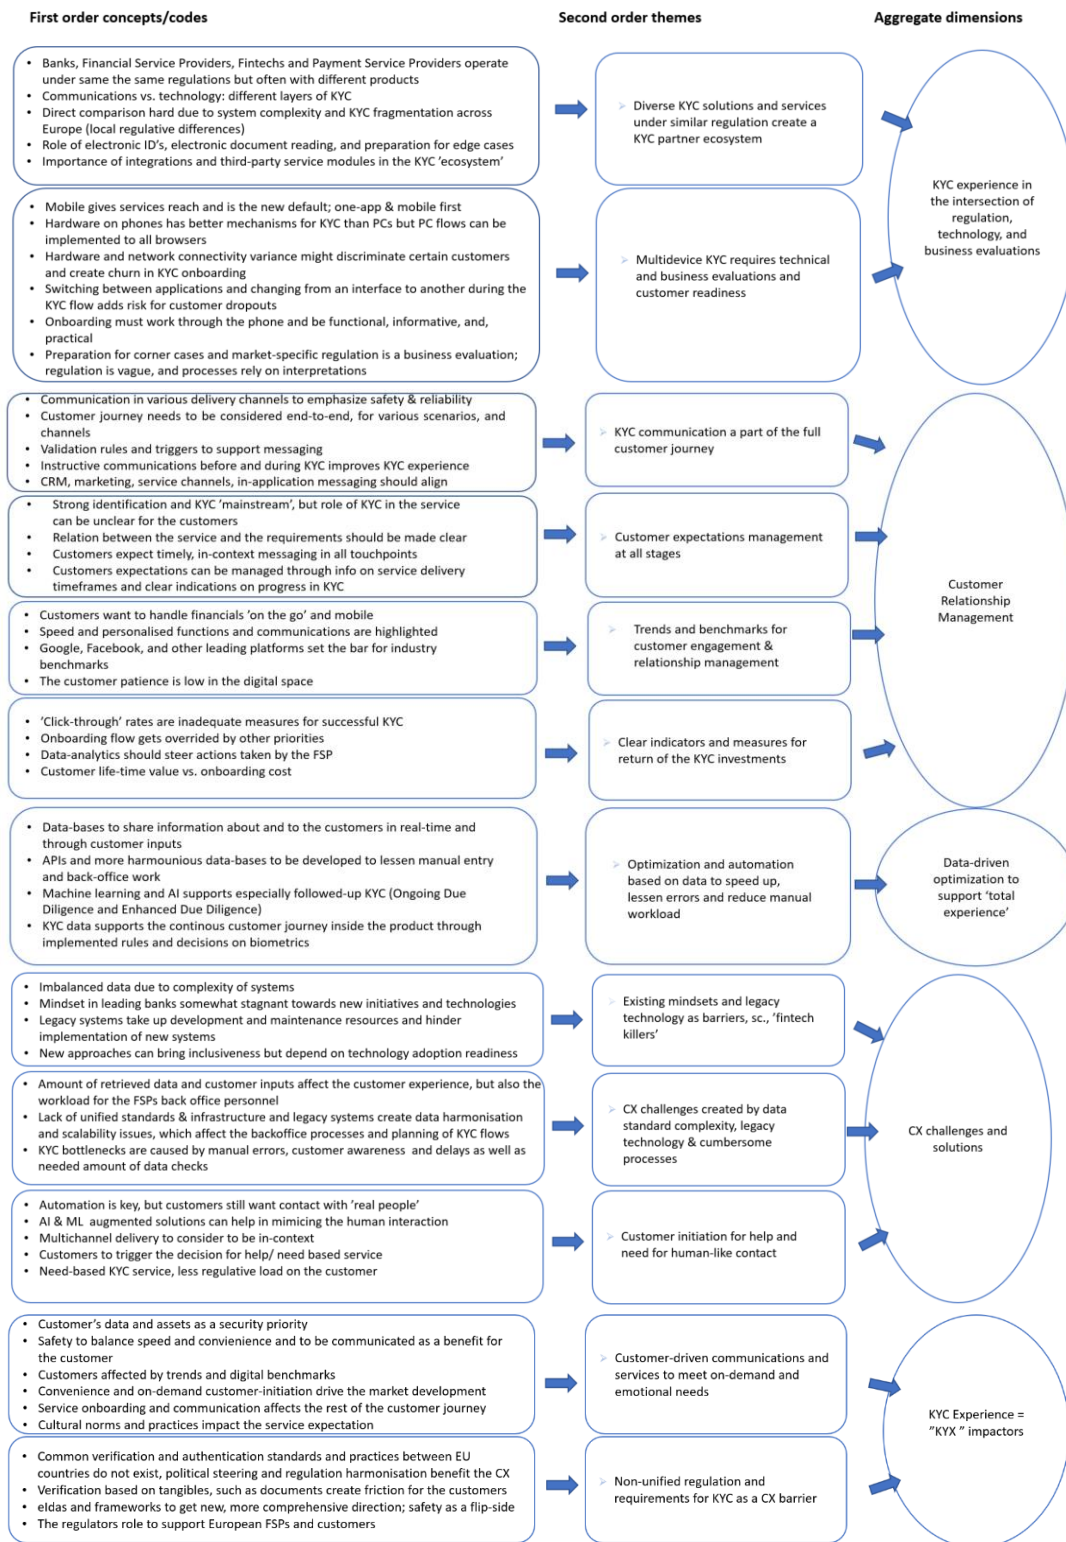 First order concepts/codes
Second order themes
Aggregate dimensions
• Banks, Financial Service Providers, Fintechs and Payment Service Providers operate
under same the same regulations but often with different products
• Communications vs. technology: different layers of KYC
• Direct comparison hard due to system complexity and KYC fragmentation across
Europe (local regulative differences)
• Role of electronic ID's, electronic document reading, and preparation for edge cases
• Importance of integrations and third-party service modules in the KYC 'ecosystem'
➢ Diverse KYC solutions and services
under similar regulation create a
KYC partner ecosystem
• Mobile gives services reach and is the new default; one-app & mobile first
• Hardware on phones has better mechanisms for KYC than PCs but PC flows can be
implemented to all browsers
• Hardware and network connectivity variance might discriminate certain customers
and create churn in KYC onboarding
• Switching between applications and changing from an interface to another during the
KYC flow adds risk for customer dropouts
• Onboarding must work through the phone and be functional, informative, and,
practical
• Preparation for corner cases and market-specific regulation is a business evaluation;
regulation is vague, and processes rely on interpretations
➢ Multidevice KYC requires technical
and business evaluations and
customer readiness
KYC experience in
the intersection of
regulation,
technology, and
business evaluations
• Communication in various delivery channels to emphasize safety & reliability
• Customer journey needs to be considered end-to-end, for various scenarios, and
channels
• Validation rules and triggers to support messaging
• Instructive communications before and during KYC improves KYC experience
• CRM, marketing, service channels, in-application messaging should align
➢ KYC communication a part of the full
customer journey
• Strong identification and KYC 'mainstream', but role of KYC in the service
can be unclear for the customers
• Relation between the service and the requirements should be made clear
• Customers expect timely, in-context messaging in all touchpoints
• Customers expectations can be managed through info on service delivery
timeframes and clear indications on progress in KYC
➢ Customer expectations management
at all stages
• Customers want to handle financials 'on the go' and mobile
• Speed and personalised functions and communications are highlighted
• Google, Facebook, and other leading platforms set the bar for industry
benchmarks
• The customer patience is low in the digital space
➢ Trends and benchmarks for
customer engagement &
relationship management
• 'Click-through' rates are inadequate measures for successful KYC
• Onboarding flow gets overrided by other priorities
• Data-analytics should steer actions taken by the FSP
• Customer life-time value vs. onboarding cost
➢ Clear indicators and measures for
return of the KYC investments
Customer
Relationship
Management
• Data-bases to share information about and to the customers in real-time and
through customer inputs
• APIs and more harmounious data-bases to be developed to lessen manual entry
and back-office work
• Machine learning and AI supports especially followed-up KYC (Ongoing Due
Diligence and Enhanced Due Diligence)
• KYC data supports the continous customer journey inside the product through
implemented rules and decisions on biometrics
➢ Optimization and automation
based on data to speed up,
lessen errors and reduce manual
workload
Data-driven
optimization to
support 'total
experience'
• Imbalanced data due to complexity of systems
• Mindset in leading banks somewhat stagnant towards new initiatives and technologies
• Legacy systems take up development and maintenance resources and hinder
implementation of new systems
• New approaches can bring inclusiveness but depend on technology adoption readiness
➢ Existing mindsets and legacy
technology as barriers, sc., 'fintech
killers'
• Amount of retrieved data and customer inputs affect the customer experience, but also the
workload for the FSPs back office personnel
• Lack of unified standards & infrastructure and legacy systems create data harmonisation
and scalability issues, which affect the backoffice processes and planning of KYC flows
• KYC bottlenecks are caused by manual errors, customer awareness and delays as well as
needed amount of data checks
➢ CX challenges created by data
standard complexity, legacy
technology & cumbersome
processes
• Automation is key, but customers still want contact with 'real people'
• AI & ML augmented solutions can help in mimicing the human interaction
• Multichannel delivery to consider to be in-context
• Customers to trigger the decision for help/ need based service
• Need-based KYC service, less regulative load on the customer
➢ Customer initiation for help and
need for human-like contact
CX challenges and
solutions
• Customer's data and assets as a security priority
• Safety to balance speed and convienience and to be communicated as a benefit for
the customer
• Customers affected by trends and digital benchmarks
• Convenience and on-demand customer-initiation drive the market development
• Service onboarding and communication affects the rest of the customer journey
• Cultural norms and practices impact the service expectation
➢ Customer-driven communications and
services to meet on-demand and
emotional needs
• Common verification and authentication standards and practices between EU
countries do not exist, political steering and regulation harmonisation benefit the CX
• Verification based on tangibles, such as documents create friction for the customers
• eIdas and frameworks to get new, more comprehensive direction; safety as a flip-side
• The regulators role to support European FSPs and customers
➢ Non-unified regulation and
requirements for KYC as a CX barrier
KYC Experience =
"KYX" impactors